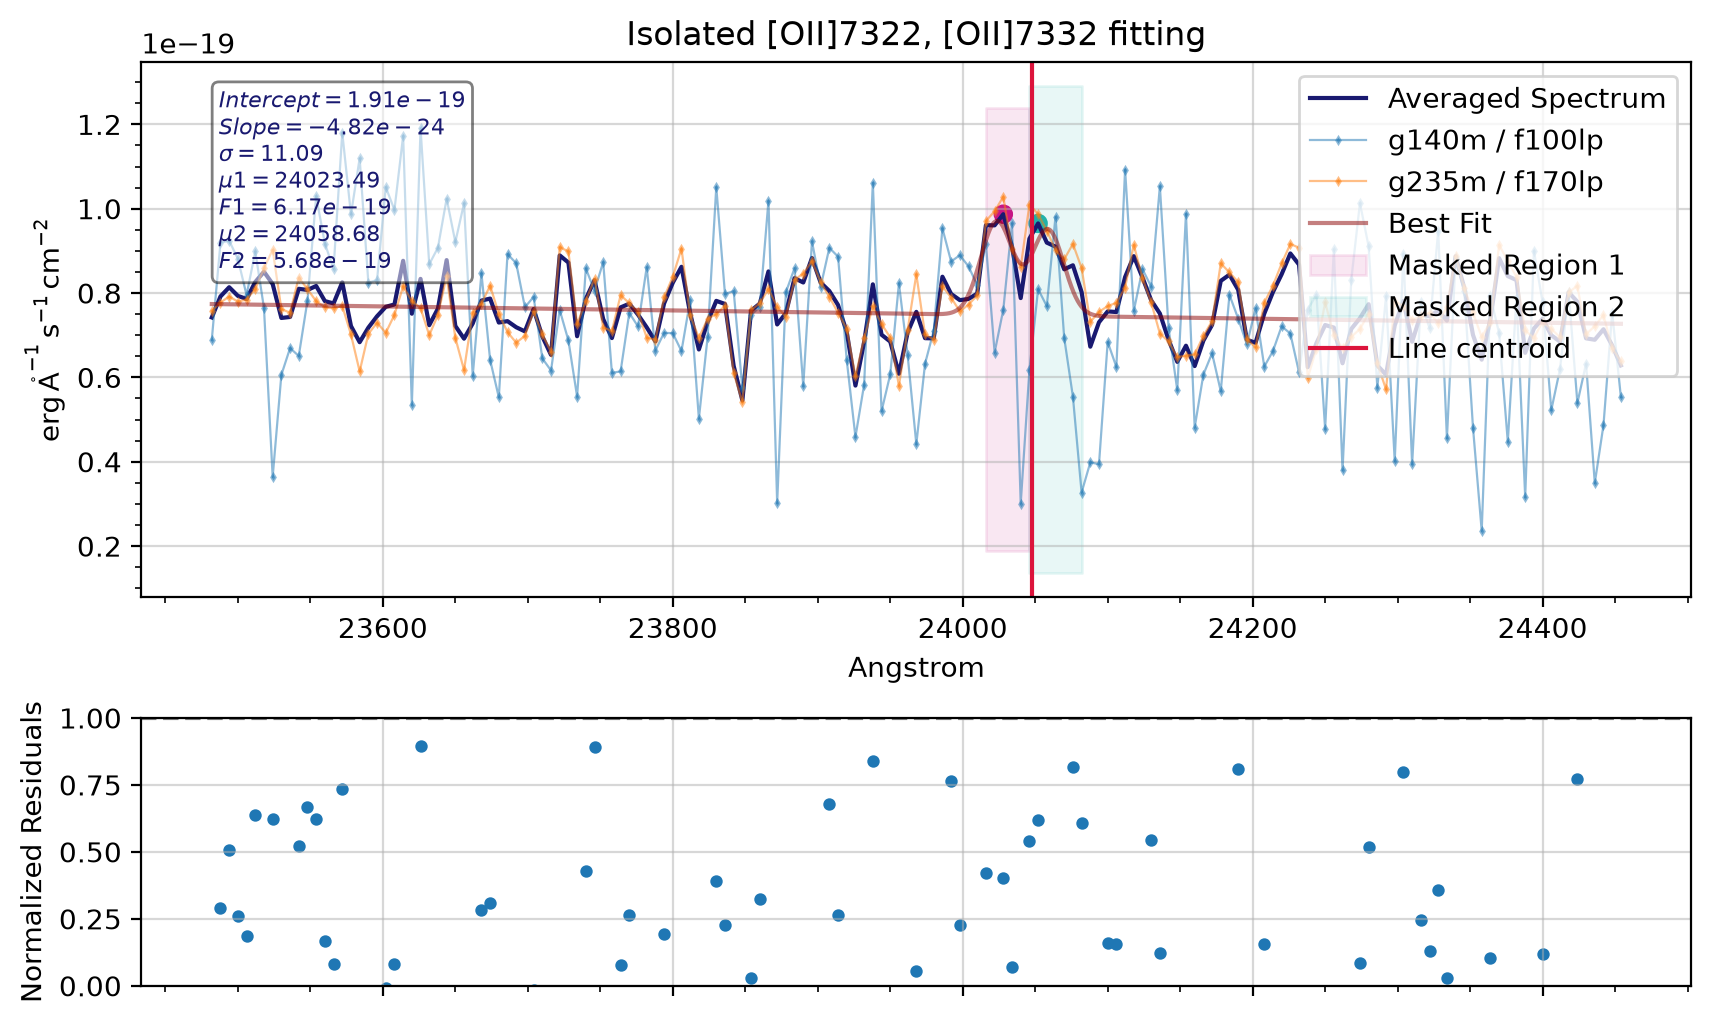 Isolated [OII]7322, [OII]7332 fitting
1e−19
Intercept = 1.91e − 19
Slope = −4.82e − 24
σ = 11.09
μ1 = 24023.49
F1 = 6.17e − 19
μ2 = 24058.68
F2 = 5.68e − 19
Averaged Spectrum
g140m / f100lp
g235m / f170lp
Best Fit
Masked Region 1
Masked Region 2
Line centroid
erg Å⁻¹ s⁻¹ cm⁻²
1.2
1.0
0.8
0.6
0.4
0.2
23600 23800 24000 24200 24400
Angstrom
Normalized Residuals
1.00
0.75
0.50
0.25
0.00